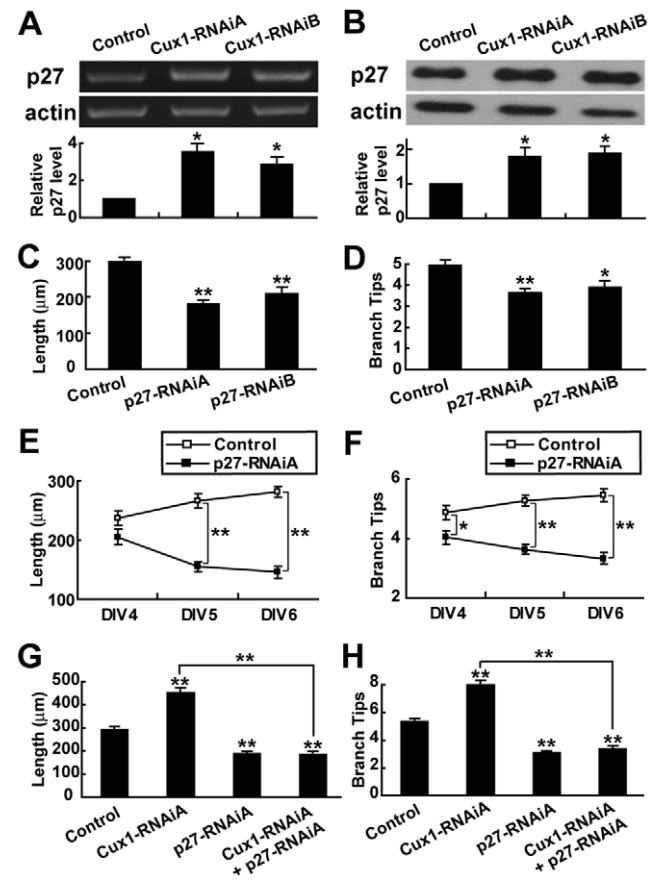 A
Control
Cux1-RNAiA
Cux1-RNAiB
p27
actin
Relative
p27 level
4
2
0
*
*
B
Control
Cux1-RNAiA
Cux1-RNAiB
p27
actin
Relative
p27 level
2
1
0
*
*
C
Length (μm)
300
200
100
0
**
**
Control
p27-RNAiA
p27-RNAiB
D
Branch Tips
5
4
3
2
1
0
**
*
Control
p27-RNAiA
p27-RNAiB
E
Control
p27-RNAiA
Length (μm)
300
200
100
**
**
DIV4
DIV5
DIV6
F
Control
p27-RNAiA
Branch Tips
6
4
2
*
**
**
DIV4
DIV5
DIV6
G
Length (μm)
500
400
300
200
100
0
**
**
**
**
Control
Cux1-RNAiA
p27-RNAiA
Cux1-RNAiA
+ p27-RNAiA
H
Branch Tips
8
6
4
2
0
**
**
**
**
Control
Cux1-RNAiA
p27-RNAiA
Cux1-RNAiA
+ p27-RNAiA